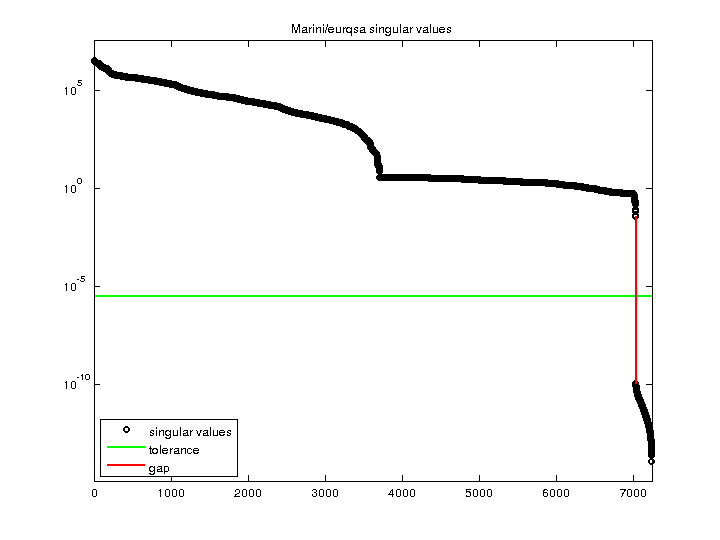 Marini/eurqsa singular values
10^5
10^0
10^-5
10^-10
singular values
tolerance
gap
0 1000 2000 3000 4000 5000 6000 7000